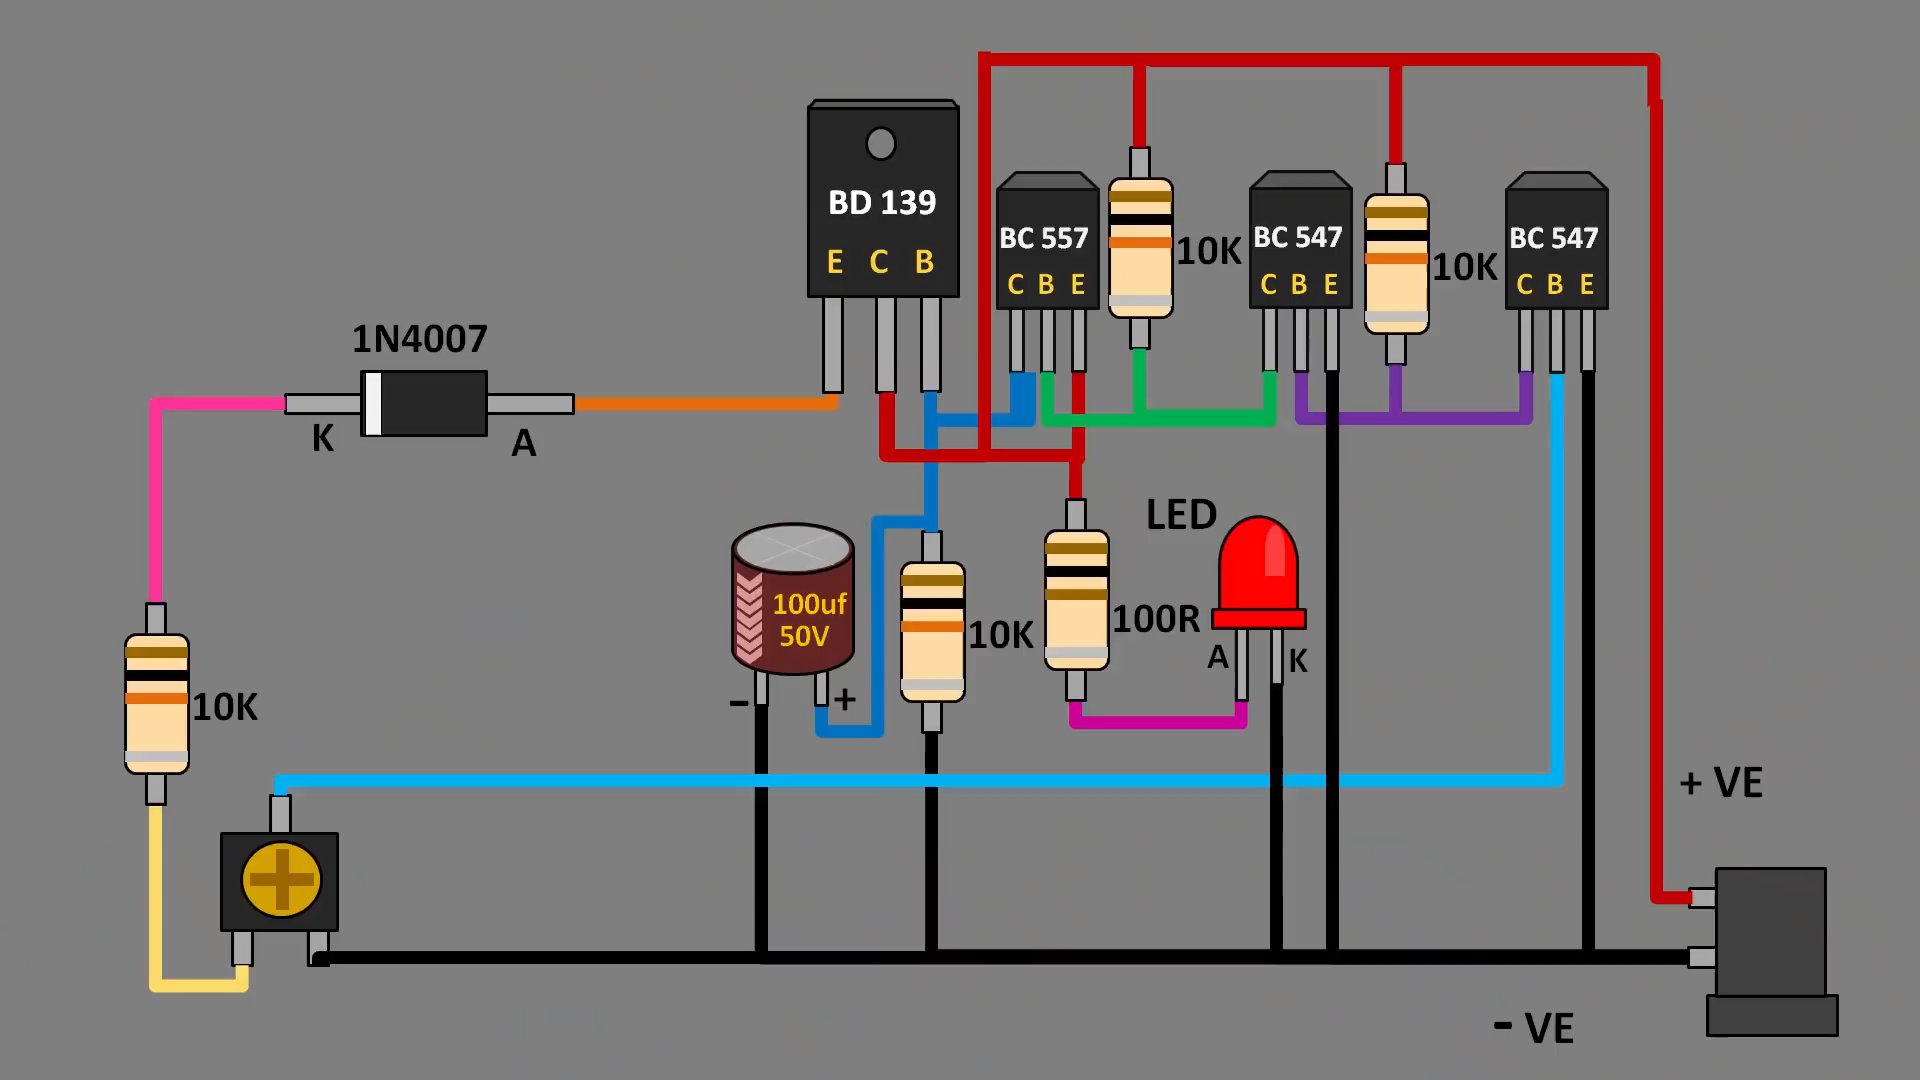 BD 139
E C B
BC 557
C B E
10K
BC 547
C B E
10K
BC 547
C B E
1N4007
K
A
LED
100uf
50V
- +
10K
100R
A
K
10K
+ VE
- VE